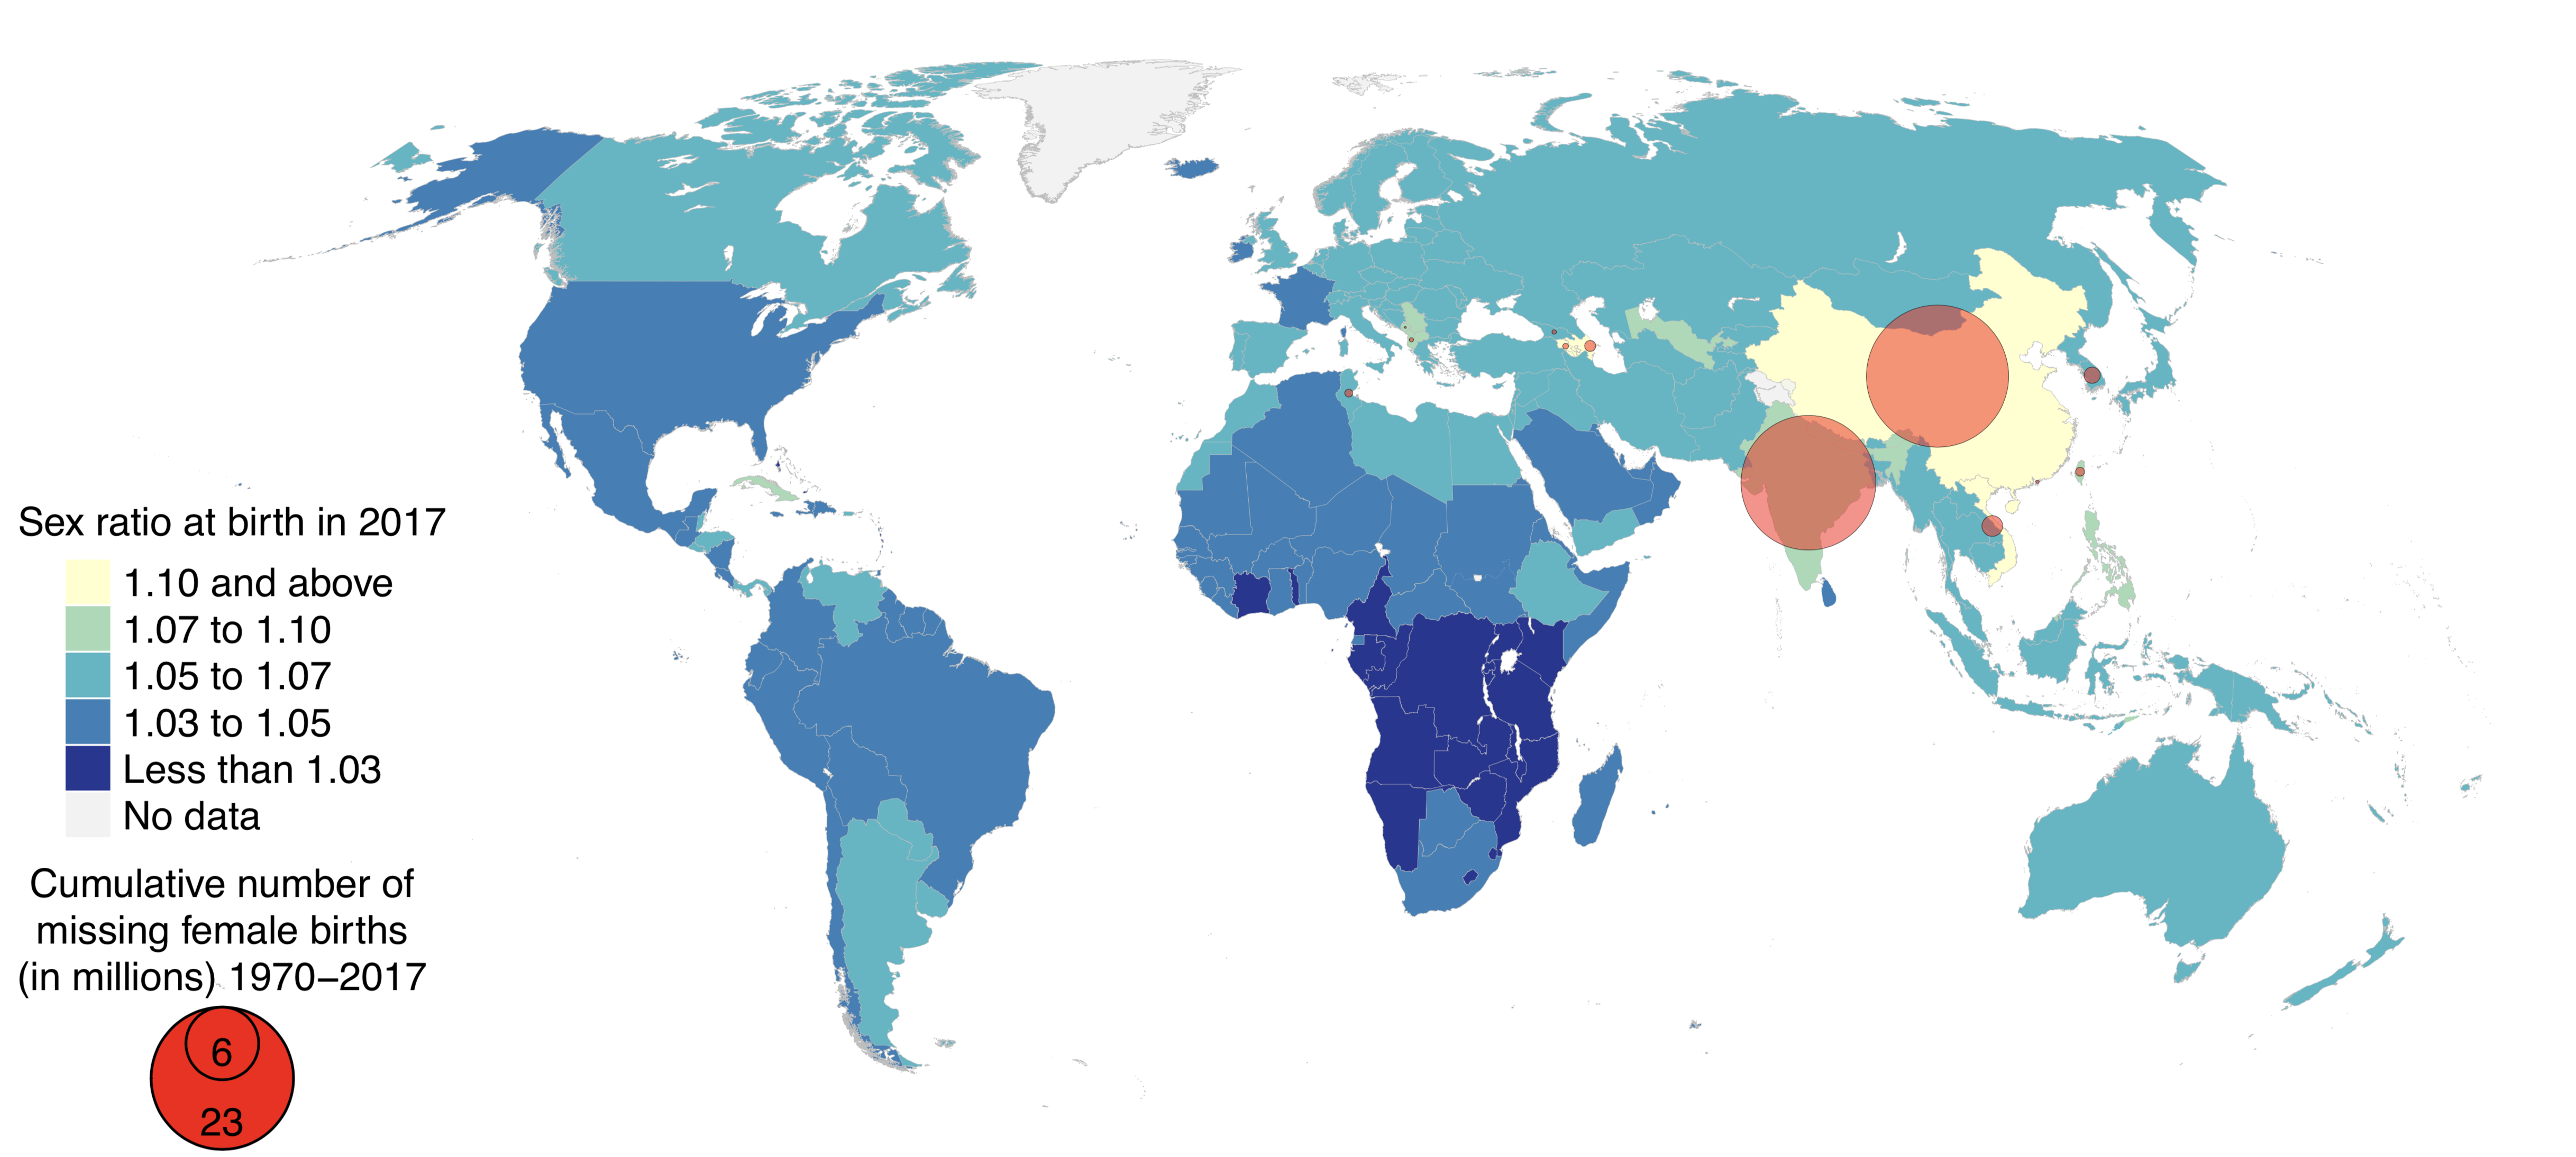 Sex ratio at birth in 2017
1.10 and above
1.07 to 1.10
1.05 to 1.07
1.03 to 1.05
Less than 1.03
No data
Cumulative number of
missing female births
(in millions) 1970–2017
6
23